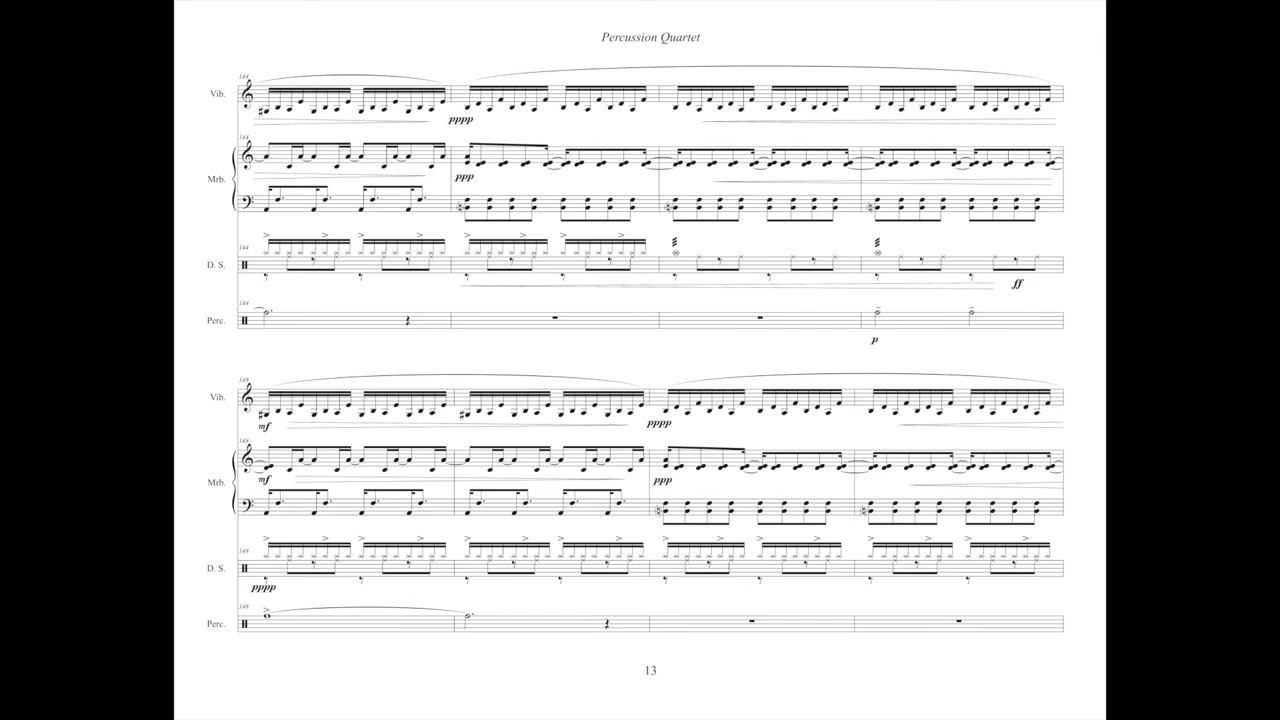 Percussion Quartet
144
Vib.
pppp
144
Mrb.
ppp
144
D. S.
ff
144
Perc.
p
148
Vib.
mf
pppp
148
Mrb.
mf
ppp
148
D. S.
pppp
148
Perc.
13